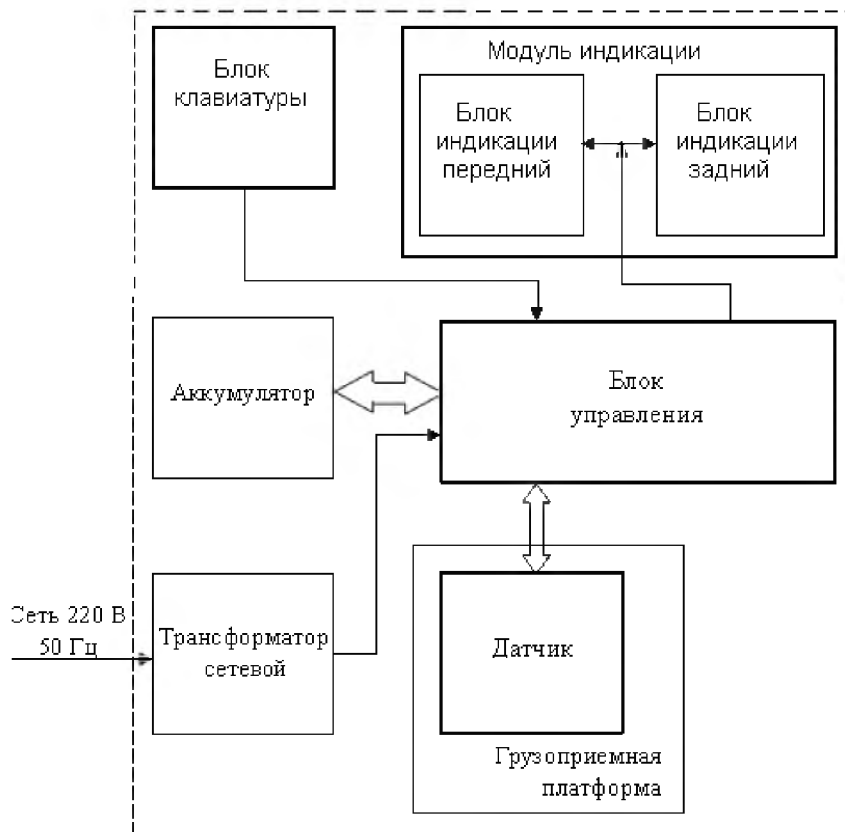 Блок
клавиатуры
Модуль индикации
Блок
индикации
передний
Блок
индикации
задний
Аккумулятор
Блок
управления
Сеть 220 В
50 Гц
Трансформатор
сетевой
Датчик
Грузоприемная
платформа